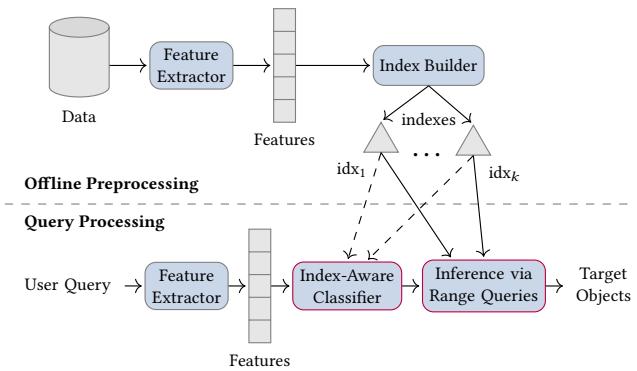 Feature
Extractor
Index Builder
Data
Features
indexes
...
idx1
idxk
Offline Preprocessing
Query Processing
User Query
Feature
Extractor
Index-Aware
Classifier
Inference via
Range Queries
Target
Objects
Features